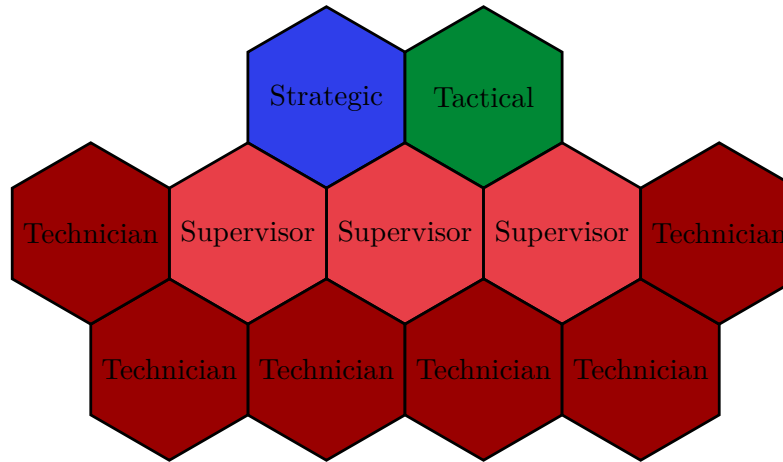 Strategic
Tactical
Technician
Supervisor
Supervisor
Supervisor
Technician
Technician
Technician
Technician
Technician